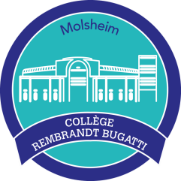 Molsheim
COLLÈGE
REMBRANDT BUGATTI